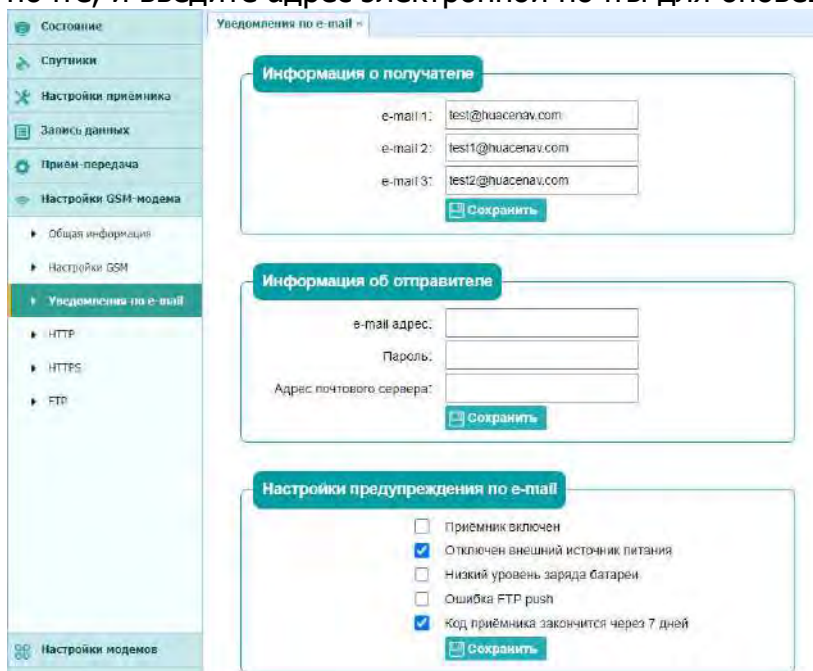 Состояние
Спутники
Настройки приёмника
Запись данных
Приём-передача
Настройки GSM-модема
Общая информация
Настройки GSM
Уведомления по e-mail
HTTP
HTTPS
FTP
Настройки модемов
Уведомления по e-mail ×
Информация о получателе
e-mail 1: test@huacenav.com
e-mail 2: test1@huacenav.com
e-mail 3: test2@huacenav.com
Сохранить
Информация об отправителе
e-mail адрес:
Пароль:
Адрес почтового сервера:
Сохранить
Настройки предупреждения по e-mail
Приёмник включен
Отключен внешний источник питания
Низкий уровень заряда батареи
Ошибка FTP push
Код приёмника закончится через 7 дней
Сохранить